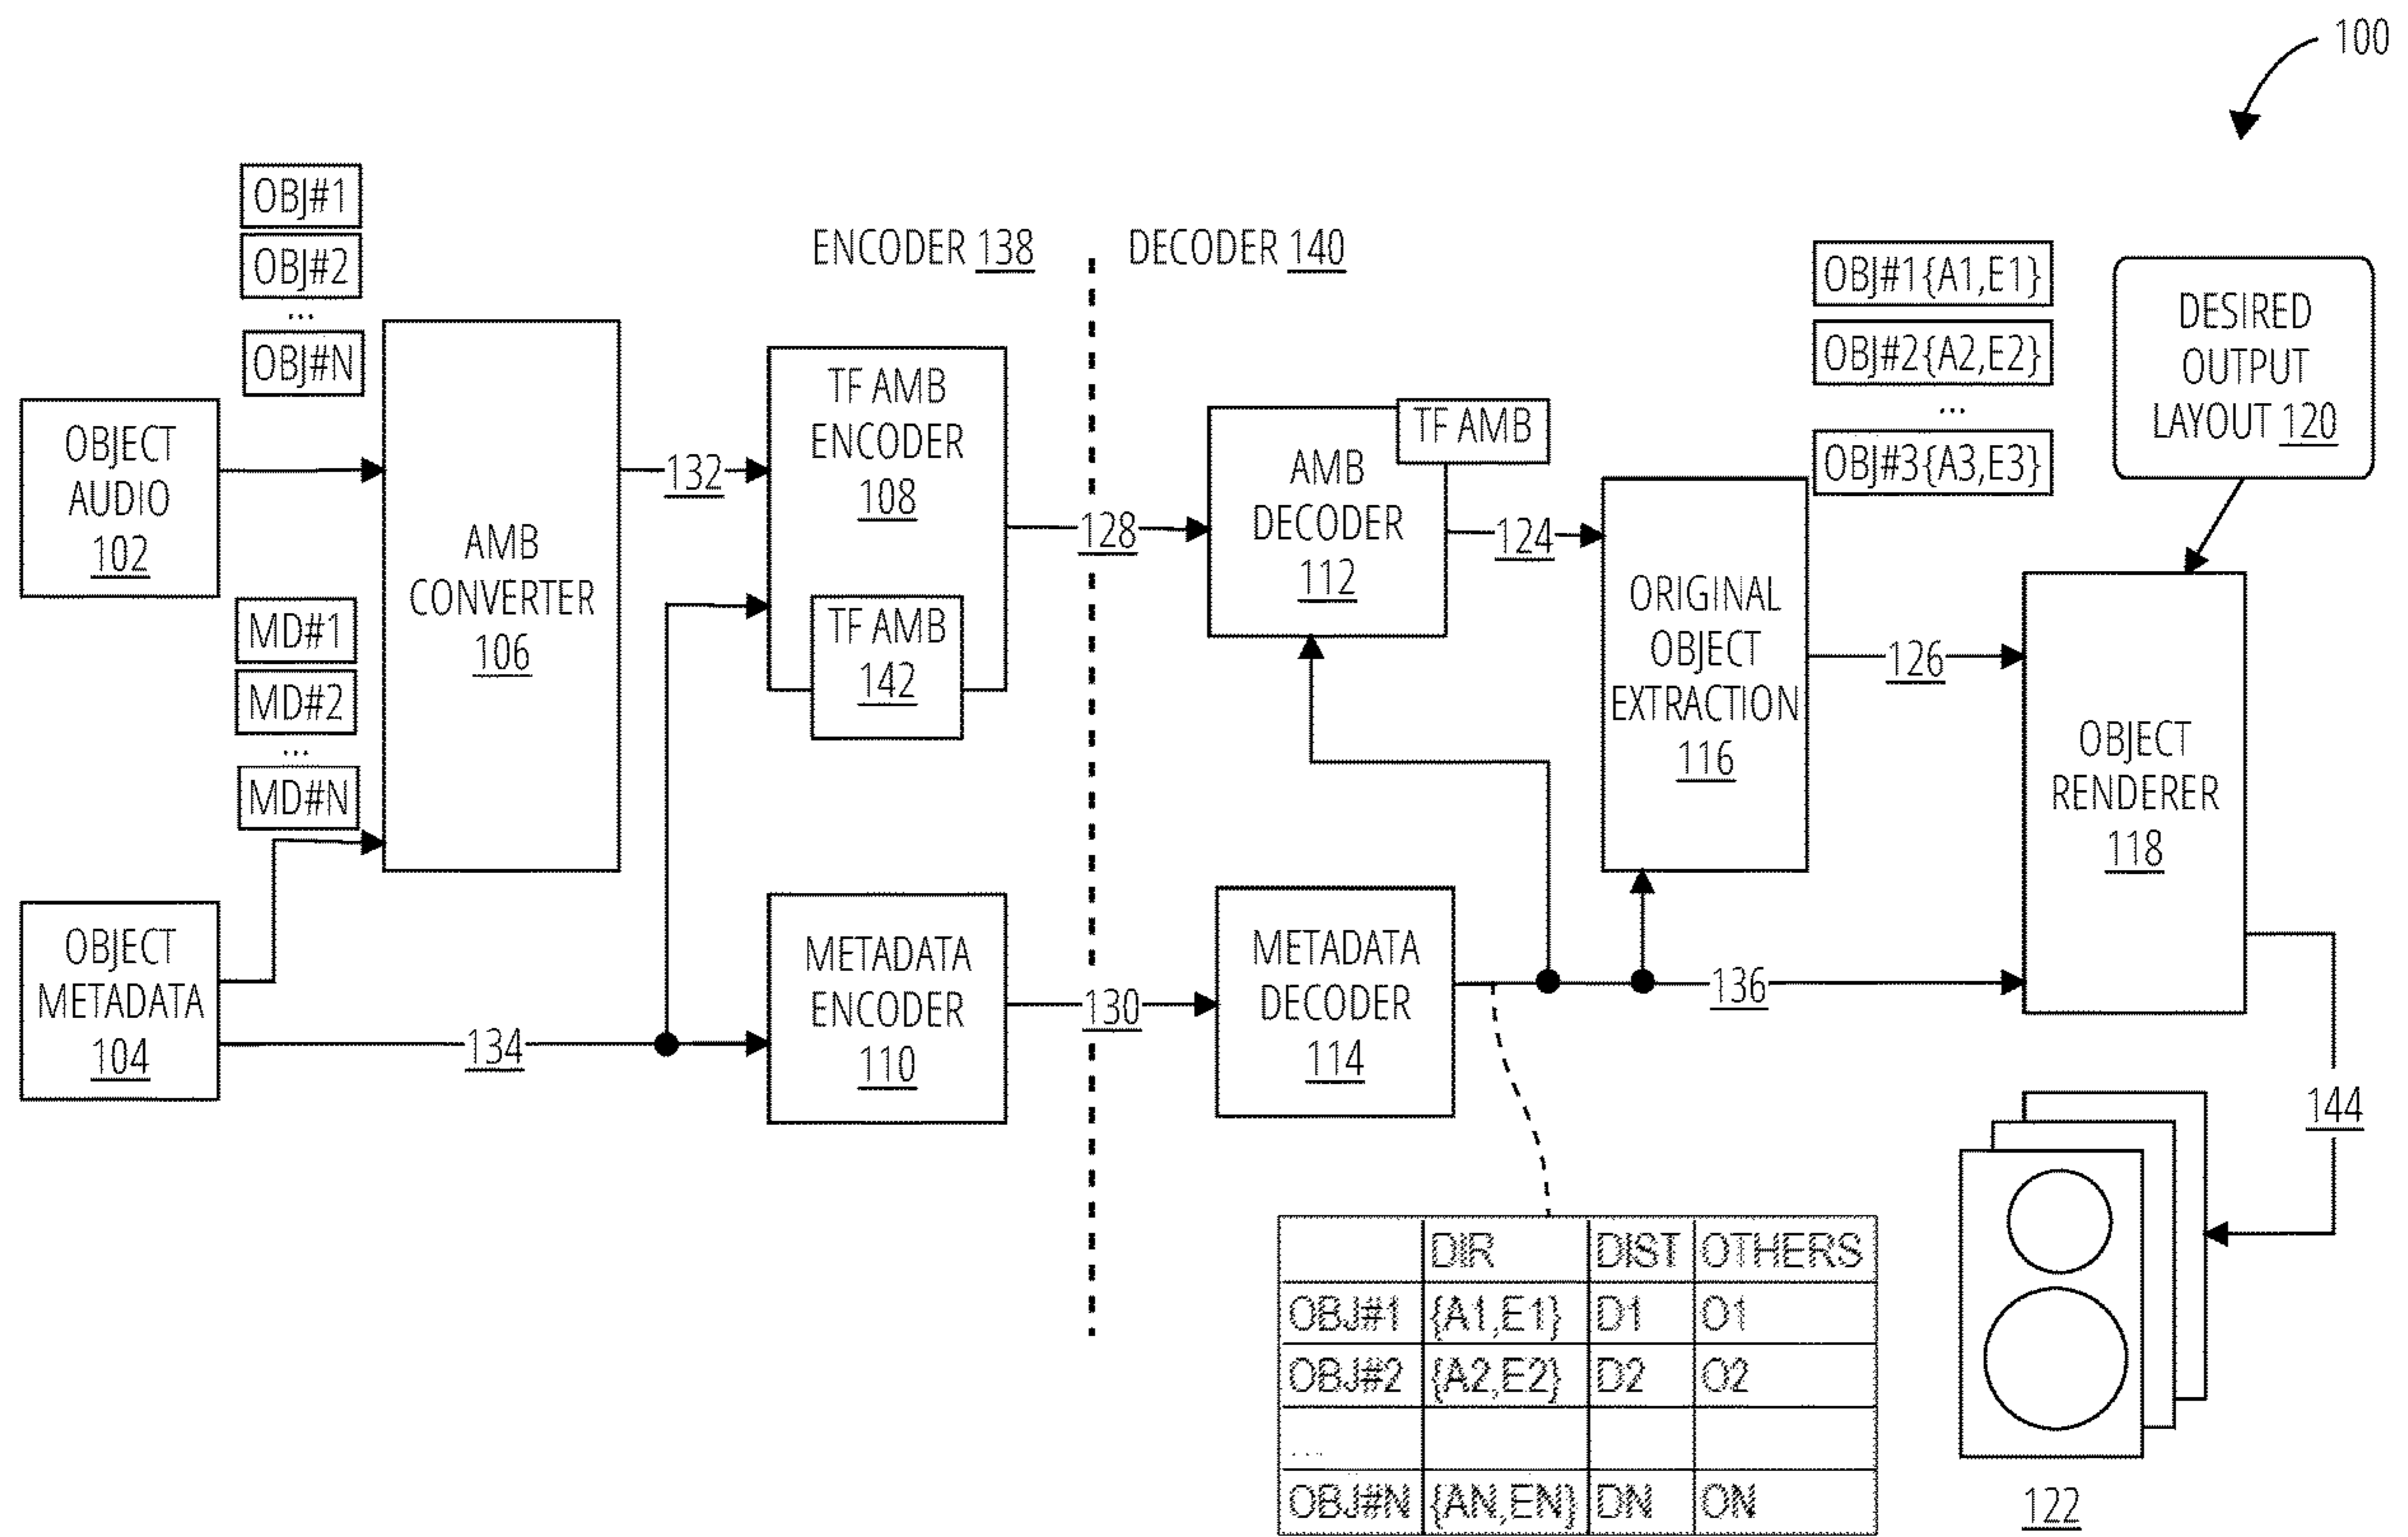 100
OBJ#1
OBJ#2
...
OBJ#N
ENCODER 138
DECODER 140
OBJ#1{A1,E1}
OBJ#2{A2,E2}
...
OBJ#3{A3,E3}
DESIRED
OUTPUT
LAYOUT 120
OBJECT
AUDIO
102
MD#1
MD#2
...
MD#N
AMB
CONVERTER
106
132
TF AMB
ENCODER
108
TF AMB
142
128
TF AMB
AMB
DECODER
112
124
ORIGINAL
OBJECT
EXTRACTION
116
126
OBJECT
RENDERER
118
OBJECT
METADATA
104
134
METADATA
ENCODER
110
130
METADATA
DECODER
114
136
144
DIR DIST OTHERS
OBJ#1 {A1,E1} D1 O1
OBJ#2 {A2,E2} D2 O2
...
OBJ#N {AN,EN} DN ON
122